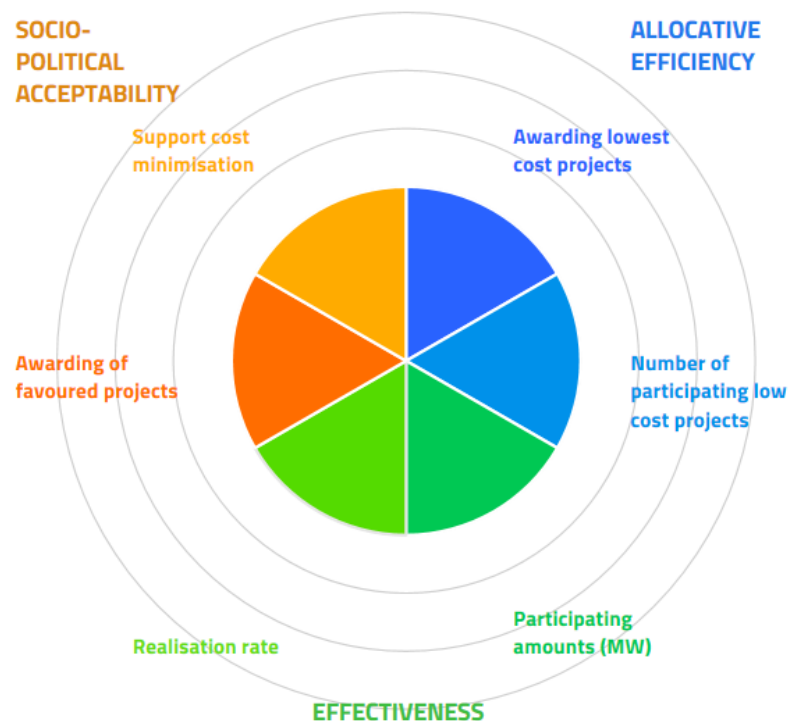 SOCIO-
POLITICAL
ACCEPTABILITY
ALLOCATIVE
EFFICIENCY
Support cost
minimisation
Awarding lowest
cost projects
Awarding of
favoured projects
Number of
participating low
cost projects
Realisation rate
Participating
amounts (MW)
EFFECTIVENESS